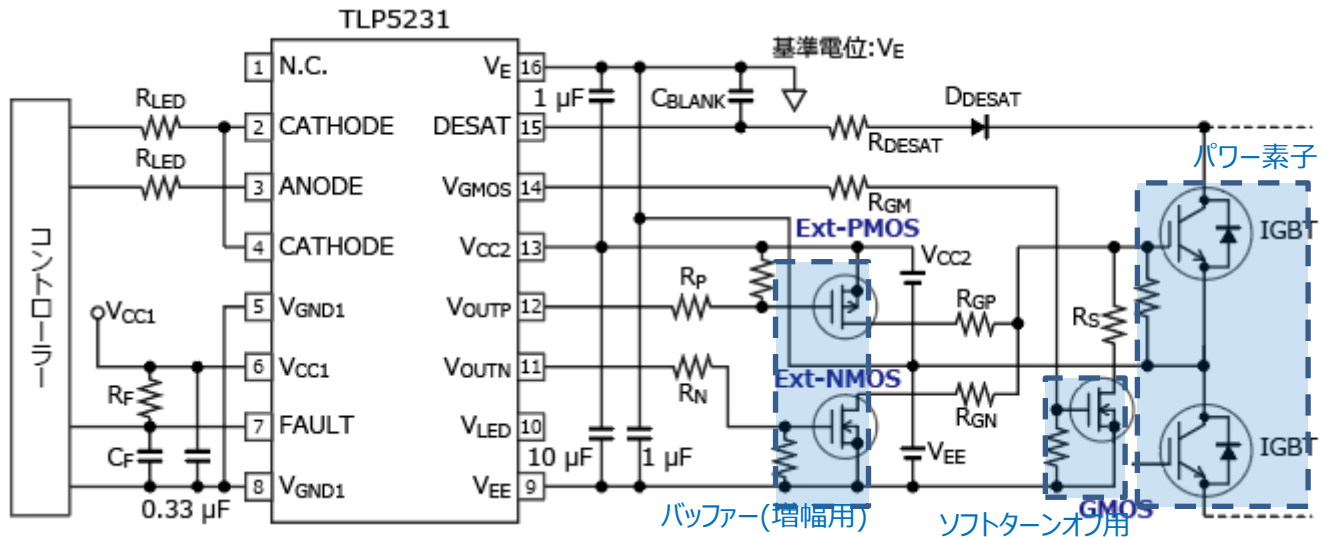 TLP5231
基準電位:VE
1 N.C.
VE 16
RLED
1 µF
CBLANK
DDESAT
2 CATHODE
DESAT 15
RDESAT
パワー素子
RLED
3 ANODE
VGMOS 14
RGM
Ext-PMOS
IGBT
コントローラー
4 CATHODE
VCC2 13
VCC2
RP
RGP
VCC1
5 VGND1
VOUTP 12
RS
6 VCC1
VOUTN 11
Ext-NMOS
RF
RN
RGN
7 FAULT
VLED 10
CF
10 µF
1 µF
VEE
IGBT
8 VGND1
VEE 9
0.33 µF
バッファー(増幅用)
ソフトターンオフ用
GMOS